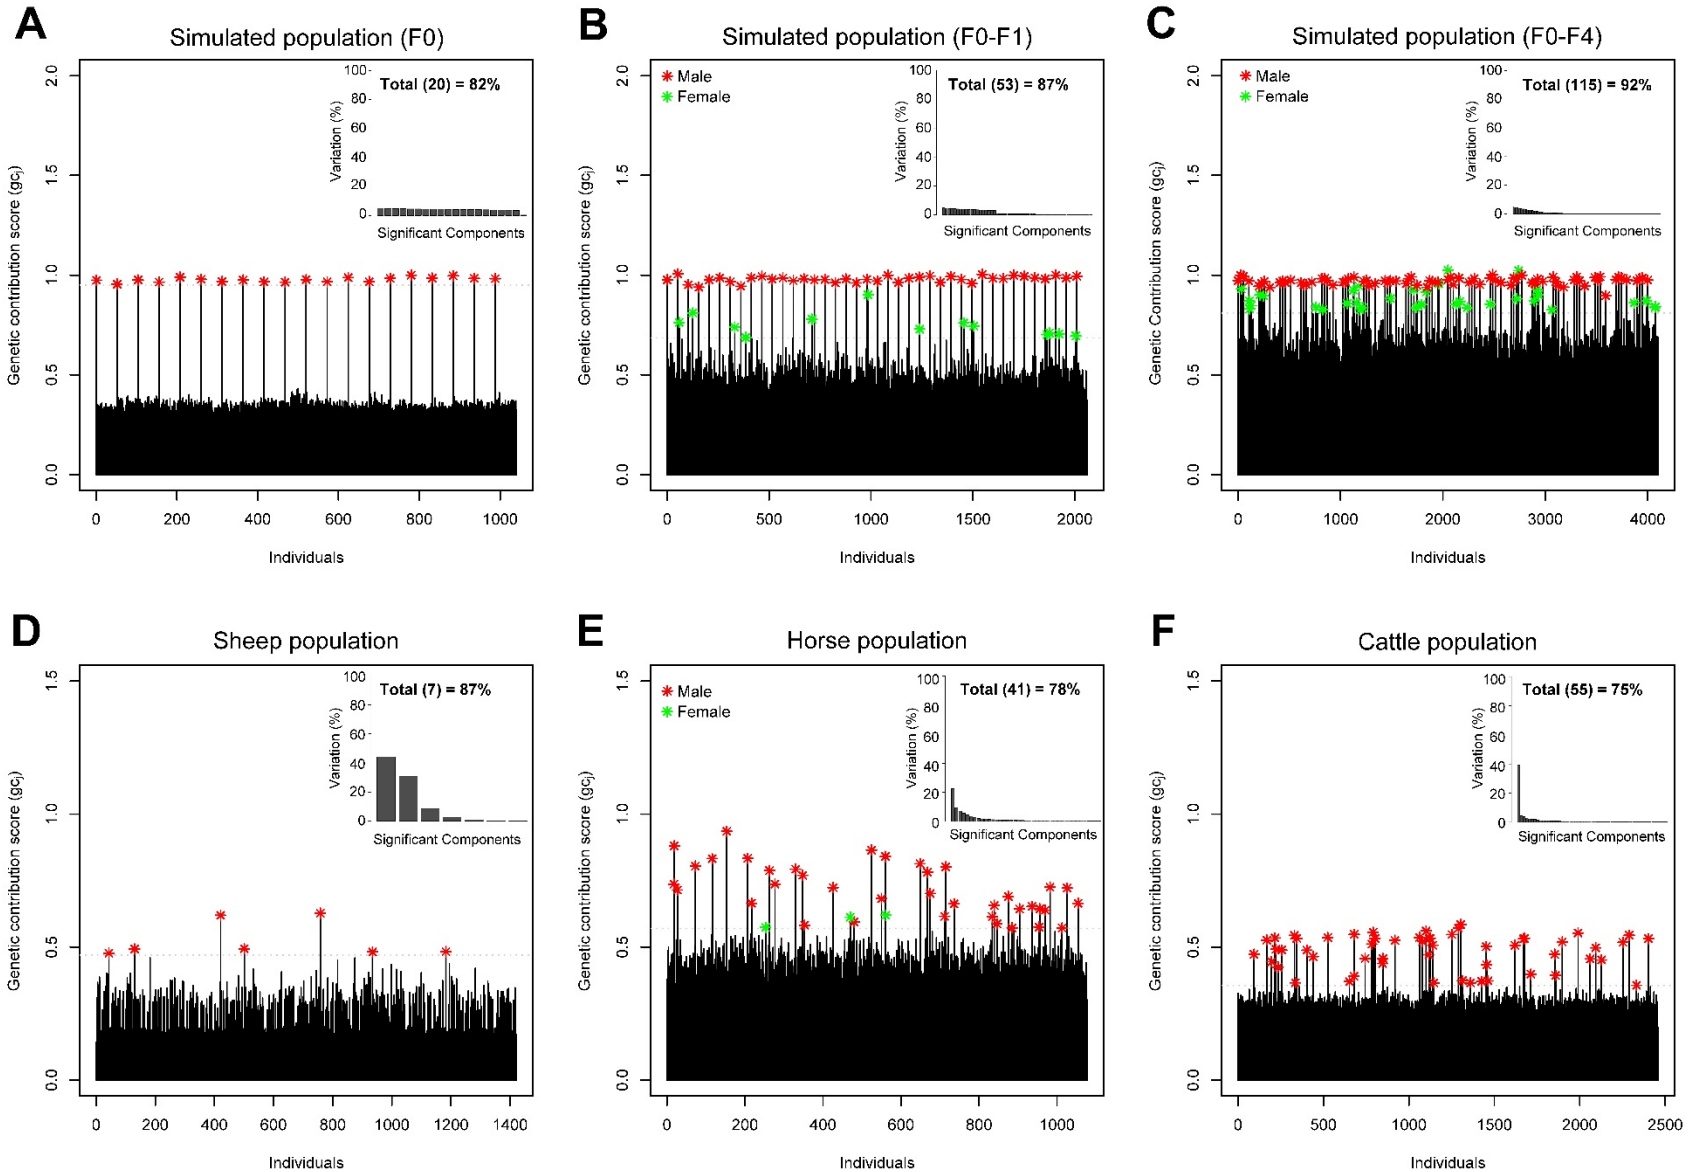 A
Simulated population (F0)
Genetic contribution score (gcj)
2.0
1.5
1.0
0.5
0.0
Variation (%)
100
80
60
40
20
0
Total (20) = 82%
Significant Components
0 200 400 600 800 1000
Individuals
B
Simulated population (F0-F1)
Genetic contribution score (gcj)
2.0
1.5
1.0
0.5
0.0
Male
Female
Variation (%)
100
80
60
40
20
0
Total (53) = 87%
Significant Components
0 500 1000 1500 2000
Individuals
C
Simulated population (F0-F4)
Genetic Contribution score (gcj)
2.0
1.5
1.0
0.5
0.0
Male
Female
Variation (%)
100
80
60
40
20
0
Total (115) = 92%
Significant Components
0 1000 2000 3000 4000
Individuals
D
Sheep population
Genetic contribution score (gcj)
1.5
1.0
0.5
0.0
Variation (%)
100
80
60
40
20
0
Total (7) = 87%
Significant Components
0 200 400 600 800 1000 1200 1400
Individuals
E
Horse population
Genetic contribution score (gcj)
1.5
1.0
0.5
0.0
Male
Female
Variation (%)
100
80
60
40
20
0
Total (41) = 78%
Significant Components
0 200 400 600 800 1000
Individuals
F
Cattle population
Genetic contribution score (gcj)
1.5
1.0
0.5
0.0
Variation (%)
100
80
60
40
20
0
Total (55) = 75%
Significant Components
0 500 1000 1500 2000 2500
Individuals